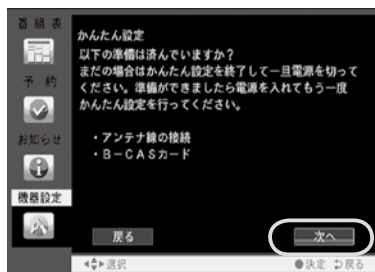 番組表
かんたん設定
以下の準備は済んでいますか？
まだの場合はかんたん設定を終了して一旦電源を切って
ください。準備ができましたら電源を入れてもう一度
かんたん設定を行ってください。
予約
お知らせ
・アンテナ線の接続
・B－CASカード
機器設定
戻る
次へ
選択
決定 戻る